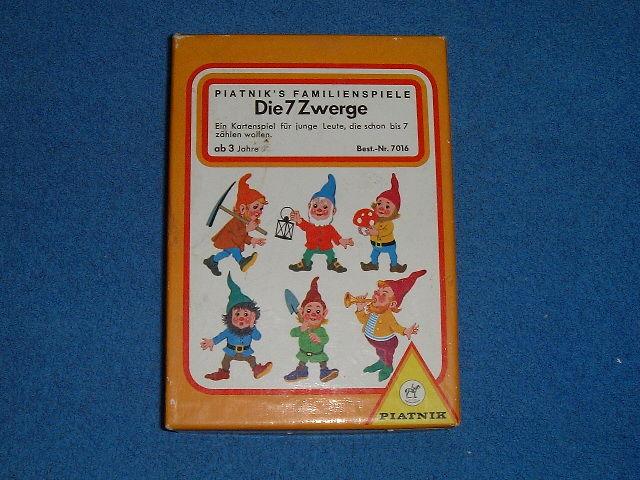 PIATNIK'S FAMILIENSPIELE
Die 7 Zwerge
Ein Kartenspiel für junge Leute, die schon bis 7
zählen wollen.
ab 3 Jahre Best.-Nr. 7016
PIATNIK